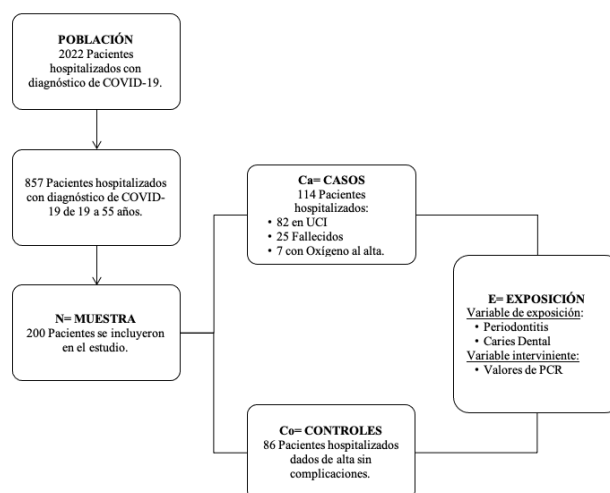 POBLACIÓN
2022 Pacientes
hospitalizados con
diagnóstico de COVID-19.
857 Pacientes hospitalizados
con diagnóstico de COVID-
19 de 19 a 55 años.
N= MUESTRA
200 Pacientes se incluyeron
en el estudio.
Ca= CASOS
114 Pacientes
hospitalizados:
• 82 en UCI
• 25 Fallecidos
• 7 con Oxígeno al alta.
Co= CONTROLES
86 Pacientes hospitalizados
dados de alta sin
complicaciones.
E= EXPOSICIÓN
Variable de exposición:
• Periodontitis
• Caries Dental
Variable interviniente:
• Valores de PCR